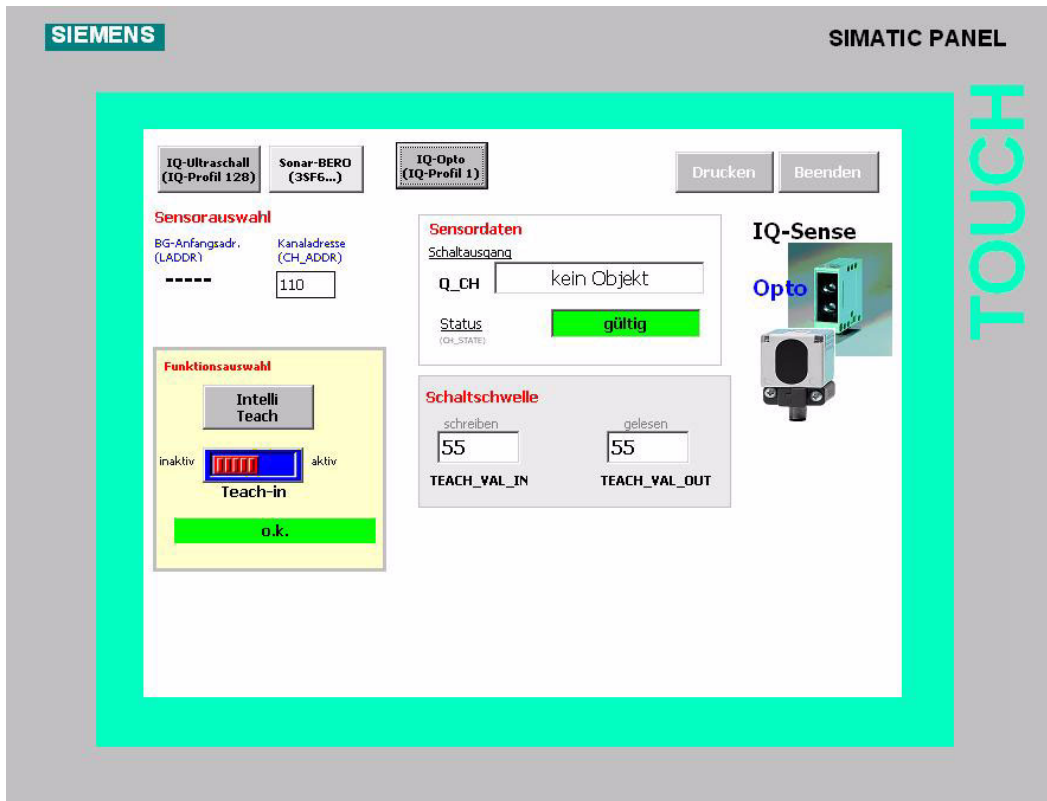 SIEMENS
SIMATIC PANEL
TOUCH
IQ-Ultraschall
(IQ-Profil 128)
Sonar-BERO
(3SF6...)
IQ-Opto
(IQ-Profil 1)
Drucken
Beenden
Sensorauswahl
BG-Anfangsadr.
(LADDR)
Kanaladresse
(CH_ADDR)
-----
110
Sensordaten
Schaltausgang
Q_CH
kein Objekt
Status
(CH_STATE)
gültig
IQ-Sense
Opto
Funktionsauswahl
Intelli
Teach
inaktiv
aktiv
Teach-in
o.k.
Schaltschwelle
schreiben
gelesen
55
55
TEACH_VAL_IN
TEACH_VAL_OUT